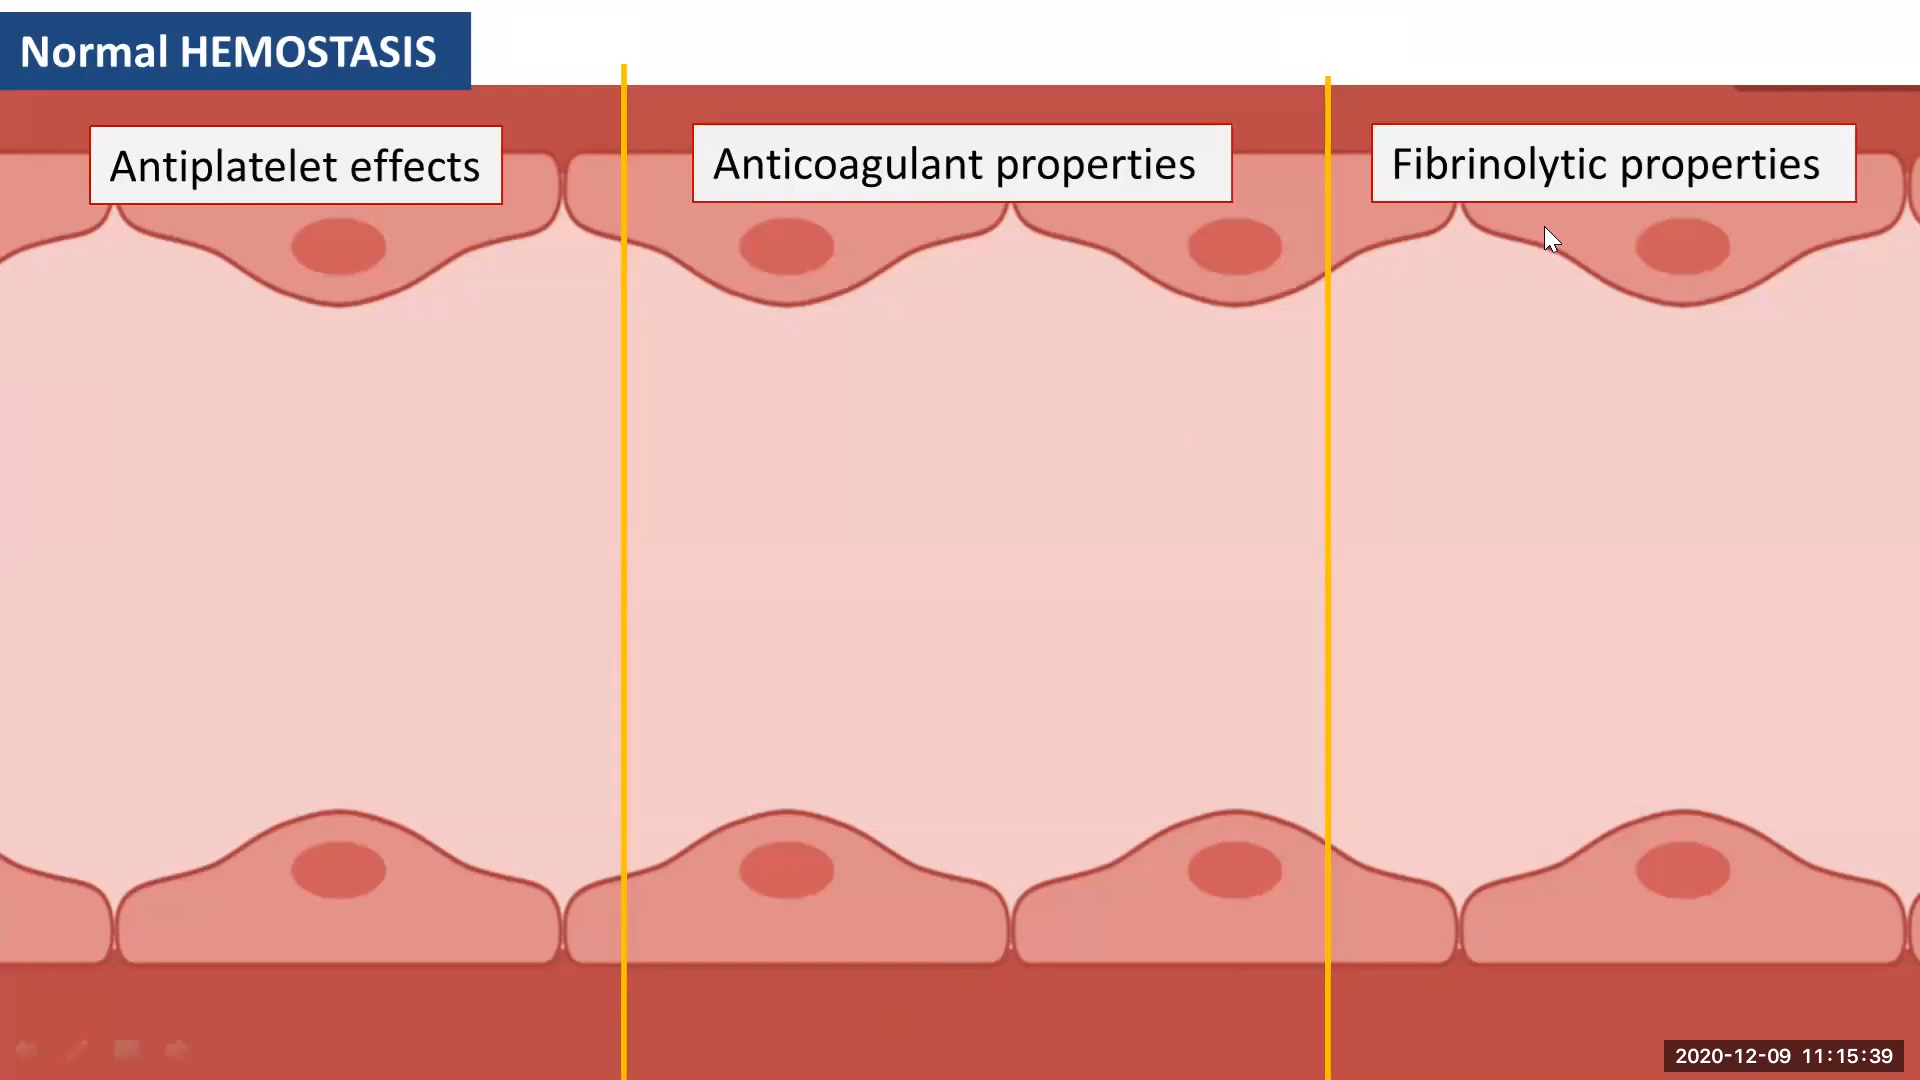 Normal HEMOSTASIS
Antiplatelet effects
Anticoagulant properties
Fibrinolytic properties
2020-12-09 11:15:39